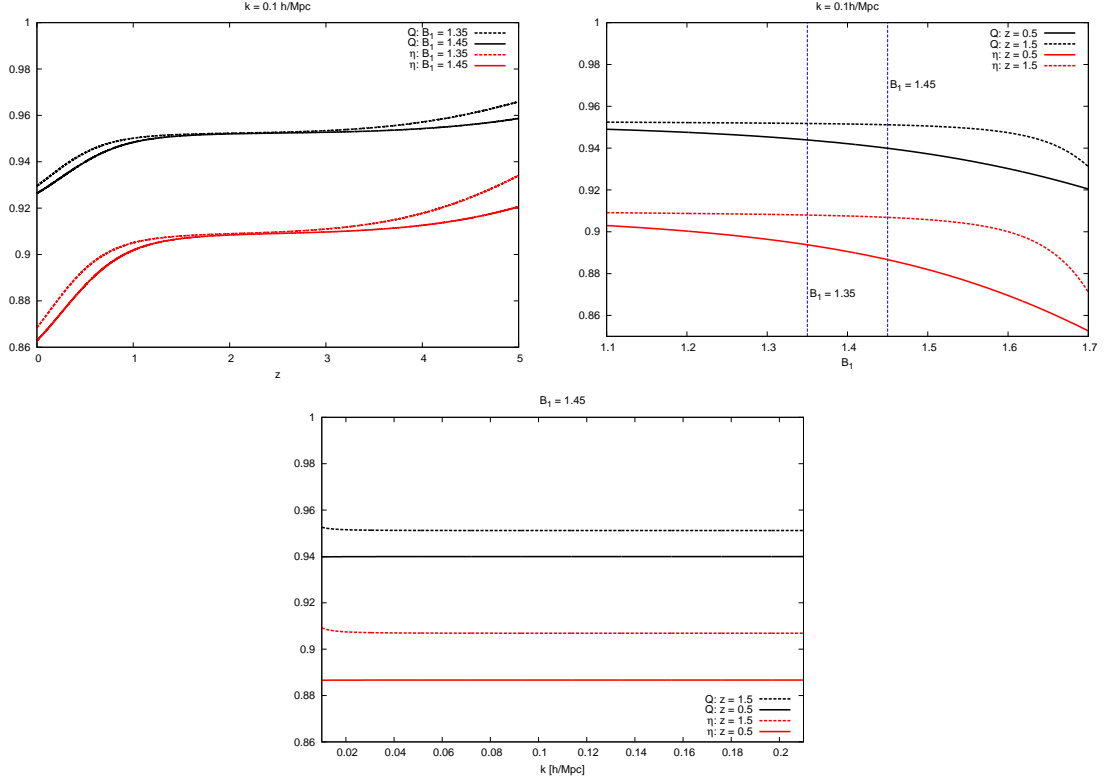 k = 0.1 h/Mpc
Q: B₁ = 1.35
Q: B₁ = 1.45
η: B₁ = 1.35
η: B₁ = 1.45
1
0.98
0.96
0.94
0.92
0.9
0.88
0.86
0 1 2 3 4 5
z
k = 0.1h/Mpc
Q: z = 0.5
Q: z = 1.5
η: z = 0.5
η: z = 1.5
B₁ = 1.45
B₁ = 1.35
1
0.98
0.96
0.94
0.92
0.9
0.88
0.86
1.1 1.2 1.3 1.4 1.5 1.6 1.7
B₁
B₁ = 1.45
1
0.98
0.96
0.94
0.92
0.9
0.88
0.86
Q: z = 1.5
Q: z = 0.5
η: z = 1.5
η: z = 0.5
0.02 0.04 0.06 0.08 0.1 0.12 0.14 0.16 0.18 0.2
k [h/Mpc]